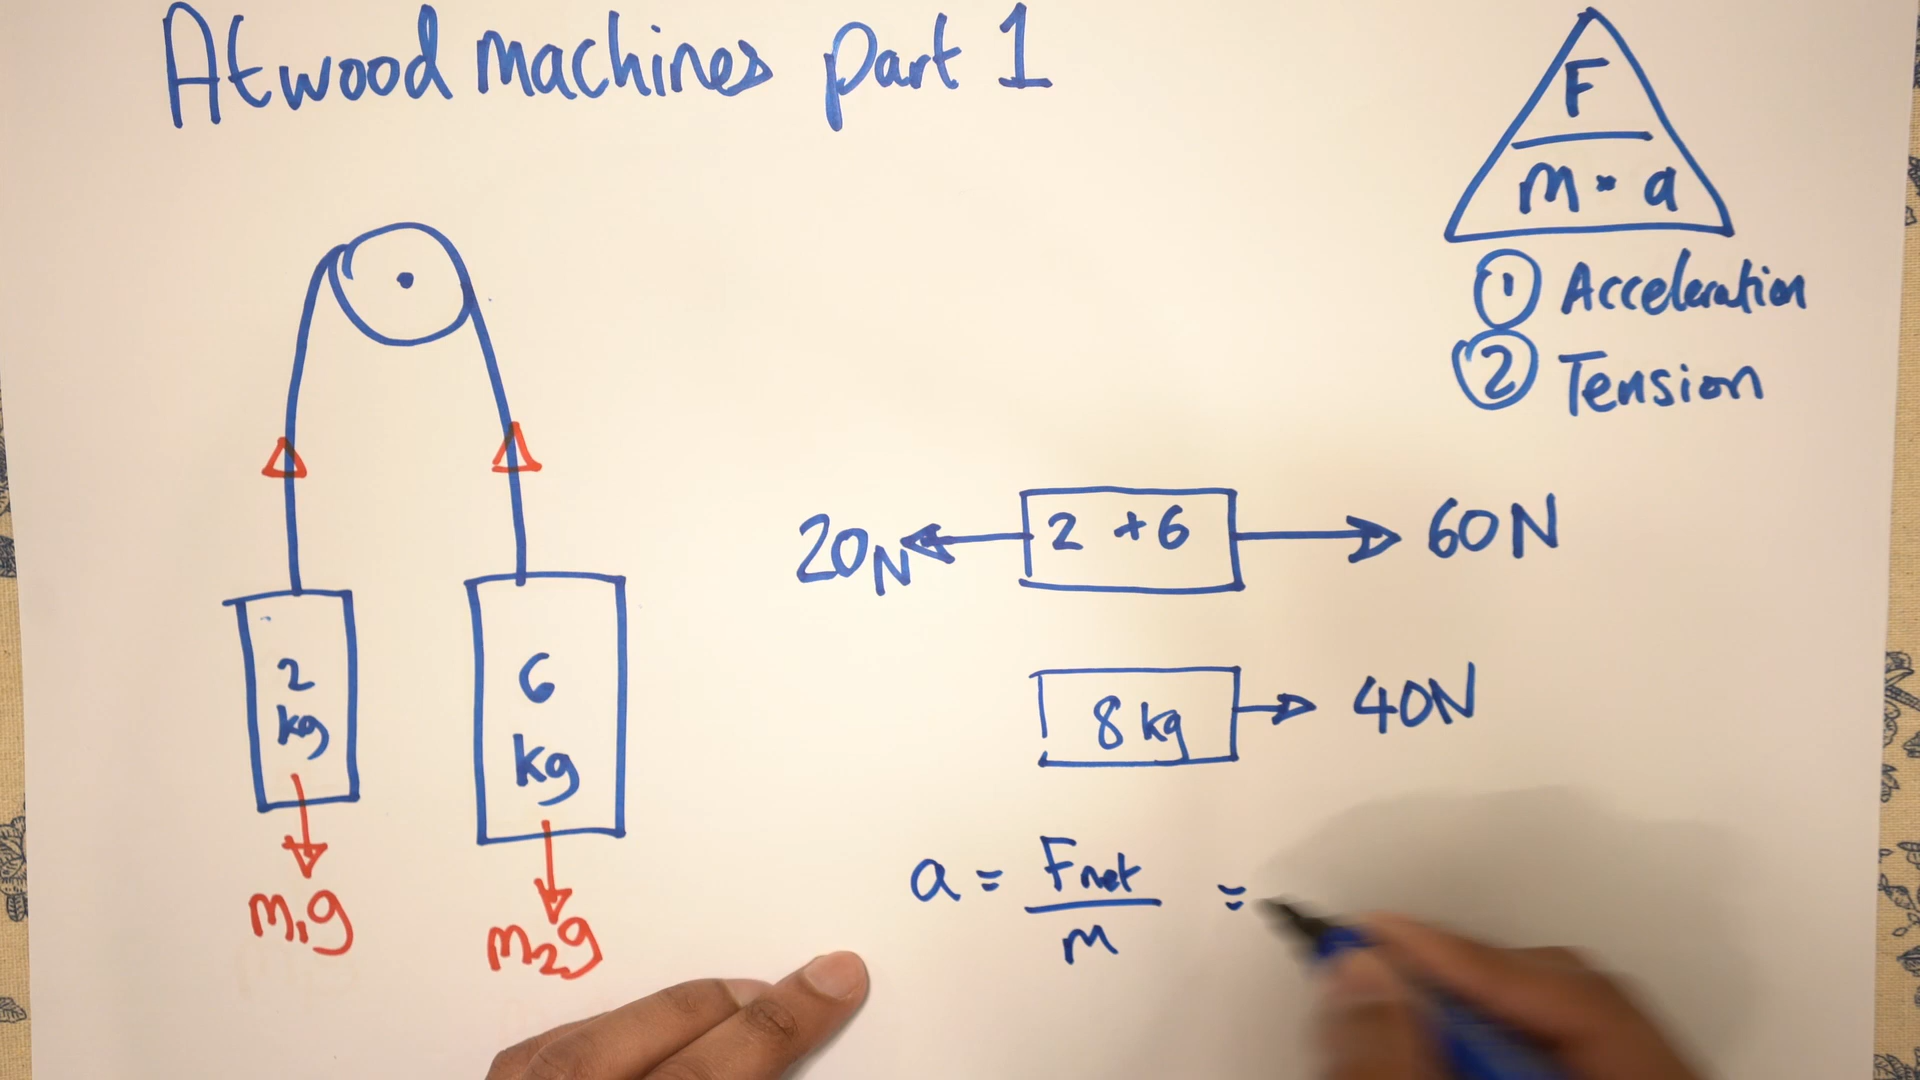 Atwood machines part 1
F
m · a
① Acceleration
② Tension
2 kg
6 kg
m₁g
m₂g
20N
2 + 6
60N
8 kg
40N
a = Fnet / m =